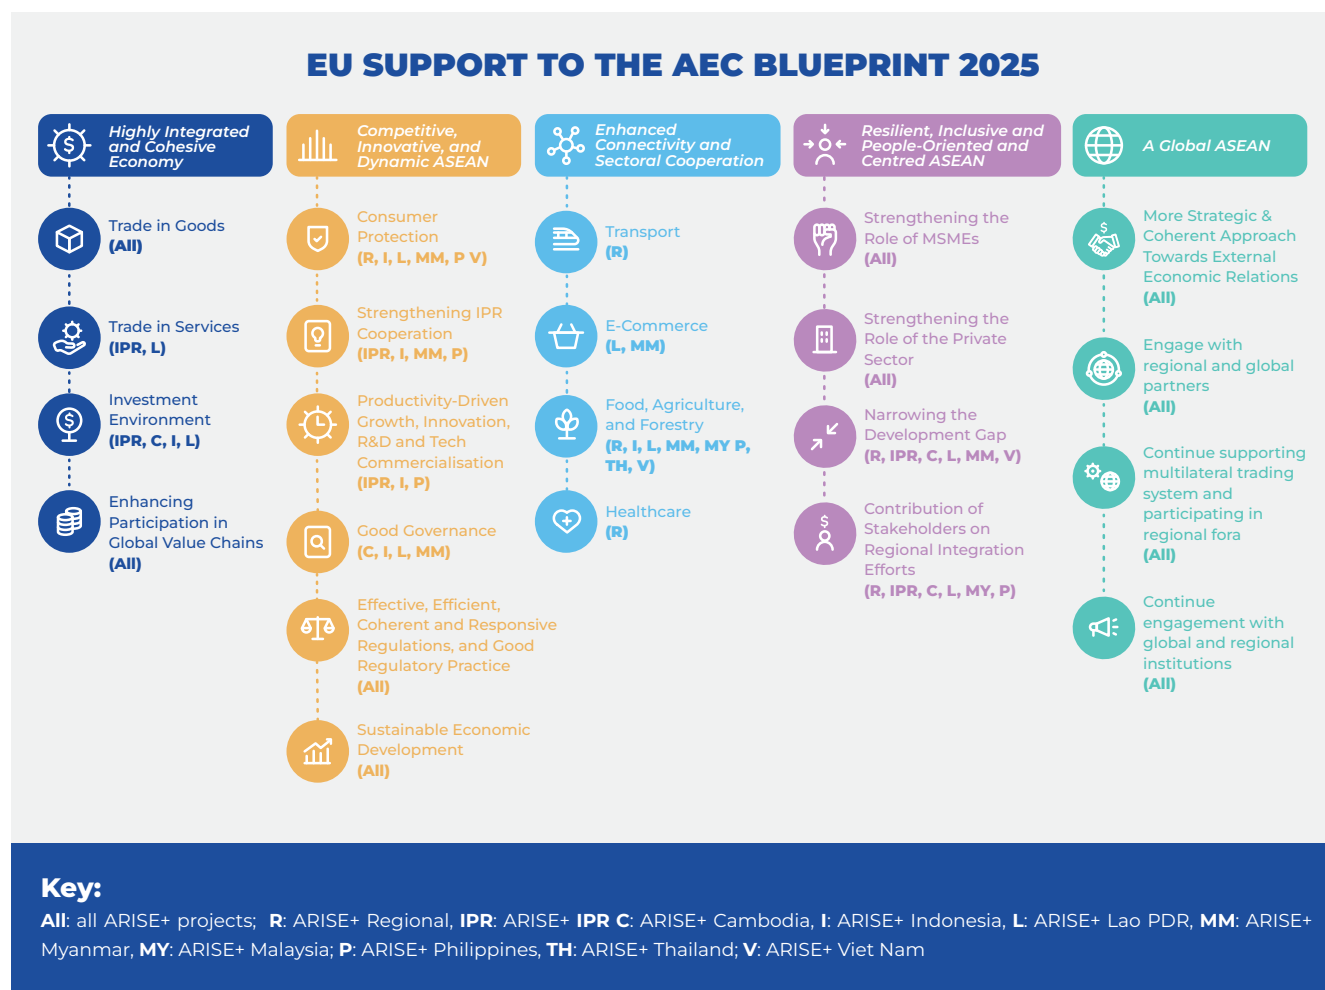 EU SUPPORT TO THE AEC BLUEPRINT 2025
Highly Integrated
and Cohesive
Economy
Trade in Goods
(All)
Trade in Services
(IPR, L)
Investment
Environment
(IPR, C, I, L)
Enhancing
Participation in
Global Value Chains
(All)
Competitive,
Innovative, and
Dynamic ASEAN
Consumer
Protection
(R, I, L, MM, P V)
Strengthening IPR
Cooperation
(IPR, I, MM, P)
Productivity-Driven
Growth, Innovation,
R&D and Tech
Commercialisation
(IPR, I, P)
Good Governance
(C, I, L, MM)
Effective, Efficient,
Coherent and Responsive
Regulations, and Good
Regulatory Practice
(All)
Sustainable Economic
Development
(All)
Enhanced
Connectivity and
Sectoral Cooperation
Transport
(R)
E-Commerce
(L, MM)
Food, Agriculture,
and Forestry
(R, I, L, MM, MY P,
TH, V)
Healthcare
(R)
Resilient, Inclusive and
People-Oriented and
Centred ASEAN
Strengthening the
Role of MSMEs
(All)
Strengthening the
Role of the Private
Sector
(All)
Narrowing the
Development Gap
(R, IPR, C, L, MM, V)
Contribution of
Stakeholders on
Regional Integration
Efforts
(R, IPR, C, L, MY, P)
A Global ASEAN
More Strategic &
Coherent Approach
Towards External
Economic Relations
(All)
Engage with
regional and global
partners
(All)
Continue supporting
multilateral trading
system and
participating in
regional fora
(All)
Continue
engagement with
global and regional
institutions
(All)
Key:
All: all ARISE+ projects; R: ARISE+ Regional, IPR: ARISE+ IPR C: ARISE+ Cambodia, I: ARISE+ Indonesia, L: ARISE+ Lao PDR, MM: ARISE+
Myanmar, MY: ARISE+ Malaysia; P: ARISE+ Philippines, TH: ARISE+ Thailand; V: ARISE+ Viet Nam